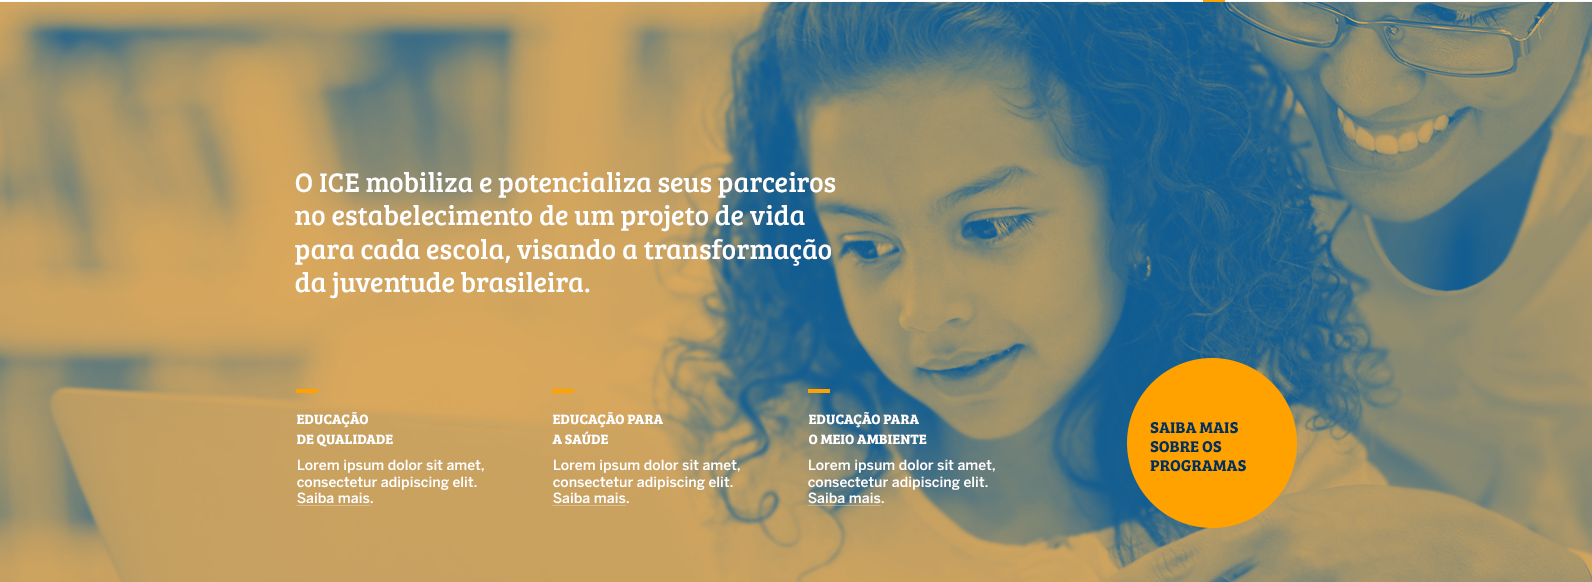 O ICE mobiliza e potencializa seus parceiros
no estabelecimento de um projeto de vida
para cada escola, visando a transformação
da juventude brasileira.
EDUCAÇÃO
DE QUALIDADE
Lorem ipsum dolor sit amet,
consectetur adipiscing elit.
Saiba mais.
EDUCAÇÃO PARA
A SAÚDE
Lorem ipsum dolor sit amet,
consectetur adipiscing elit.
Saiba mais.
EDUCAÇÃO PARA
O MEIO AMBIENTE
Lorem ipsum dolor sit amet,
consectetur adipiscing elit.
Saiba mais.
SAIBA MAIS
SOBRE OS
PROGRAMAS